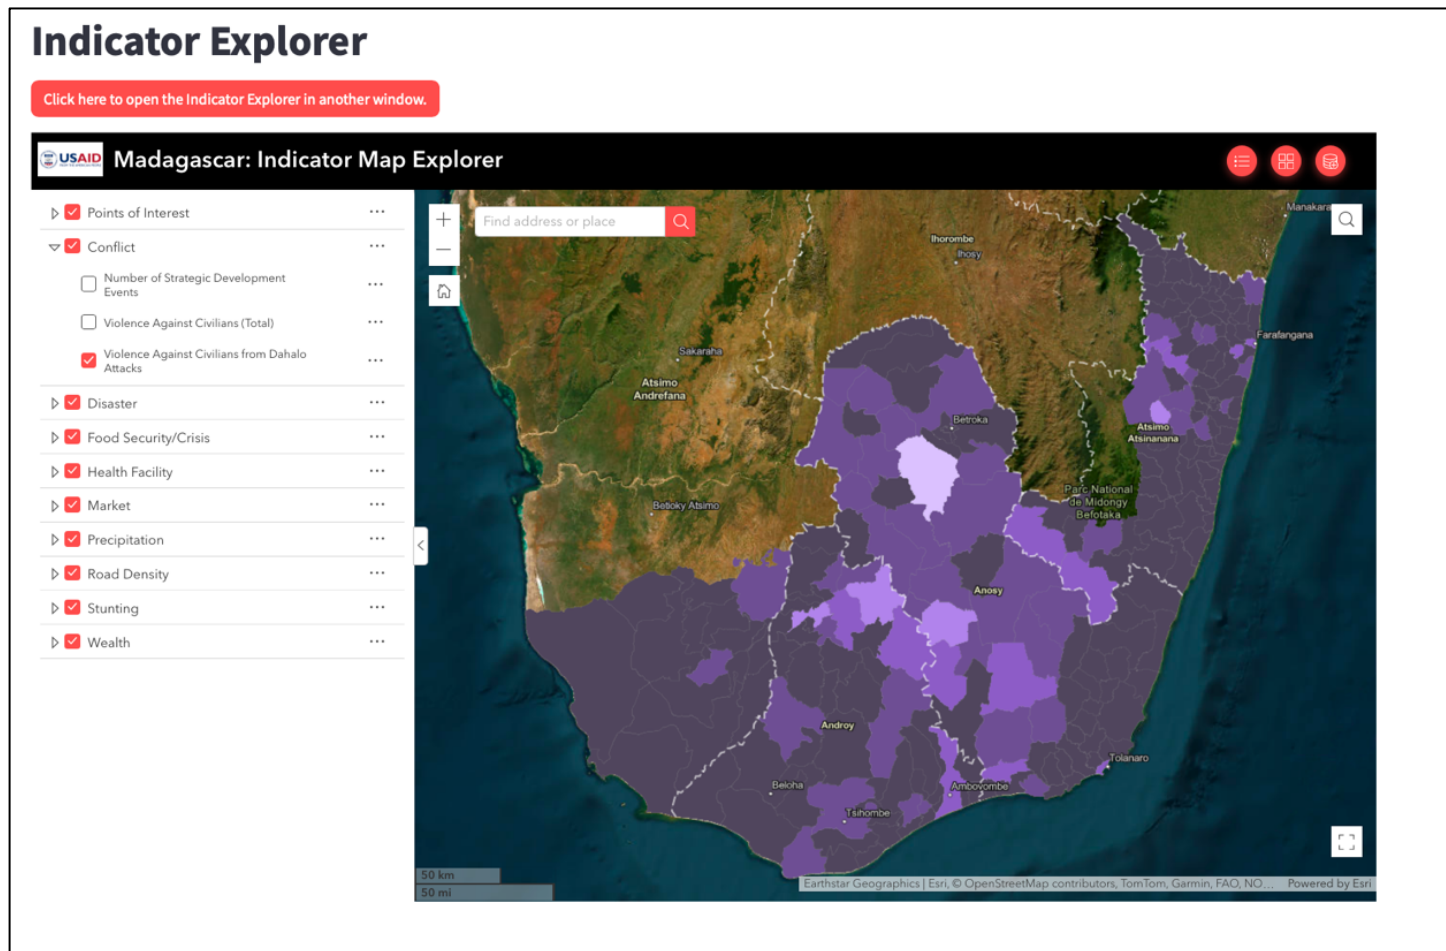 Indicator Explorer
Click here to open the Indicator Explorer in another window.
USAID
Madagascar: Indicator Map Explorer
Points of Interest
Conflict
Number of Strategic Development
Events
Violence Against Civilians (Total)
Violence Against Civilians from Dahalo
Attacks
Disaster
Food Security/Crisis
Health Facility
Market
Precipitation
Road Density
Stunting
Wealth
Find address or place
Manakara
Ihorombe
Ihosy
Farafangana
Sakaraha
Atsimo
Andrefana
Betroka
Atsimo
Atsinanana
Parc National
de Midongy
Befotaka
Betioky Atsimo
Anosy
Androy
Tolanaro
Beloha
Ambovombe
Tsihombe
50 km
50 mi
Earthstar Geographics | Esri, © OpenStreetMap contributors, TomTom, Garmin, FAO, NO... Powered by Esri